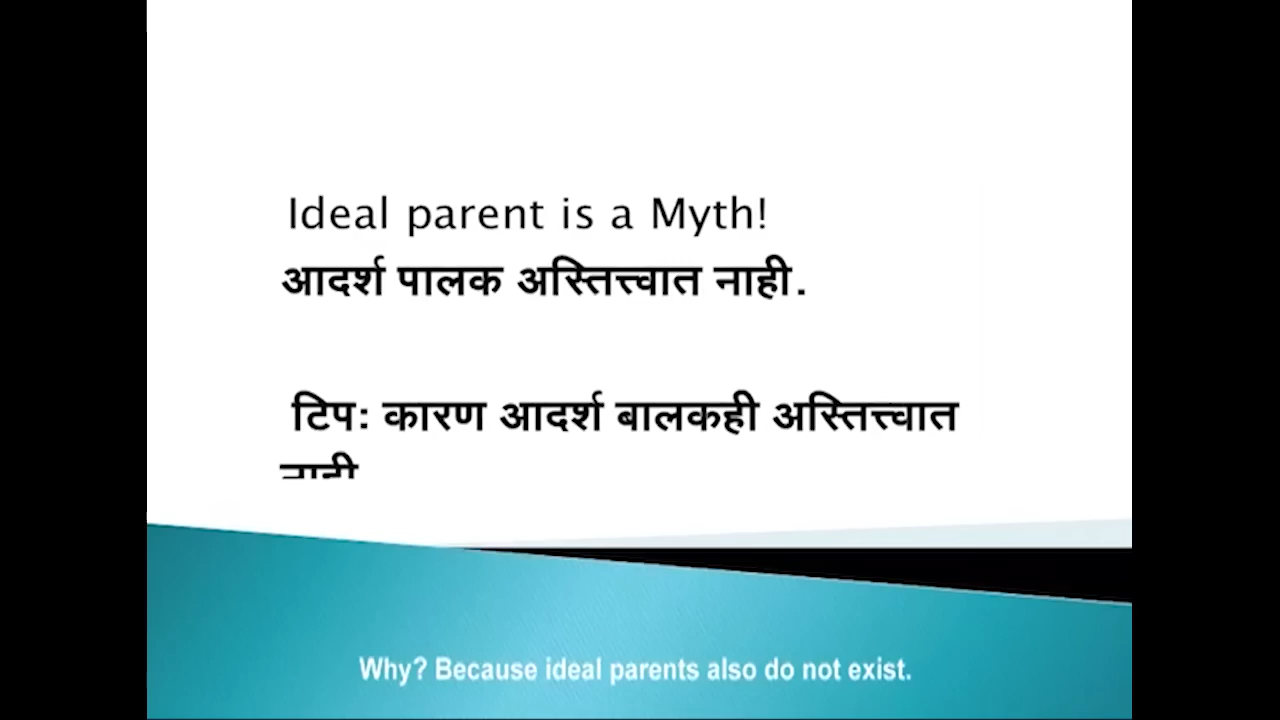 Ideal parent is a Myth!
आदर्श पालक अस्तित्त्वात नाही.
टिपः कारण आदर्श बालकही अस्तित्त्वात
नाही
Why? Because ideal parents also do not exist.